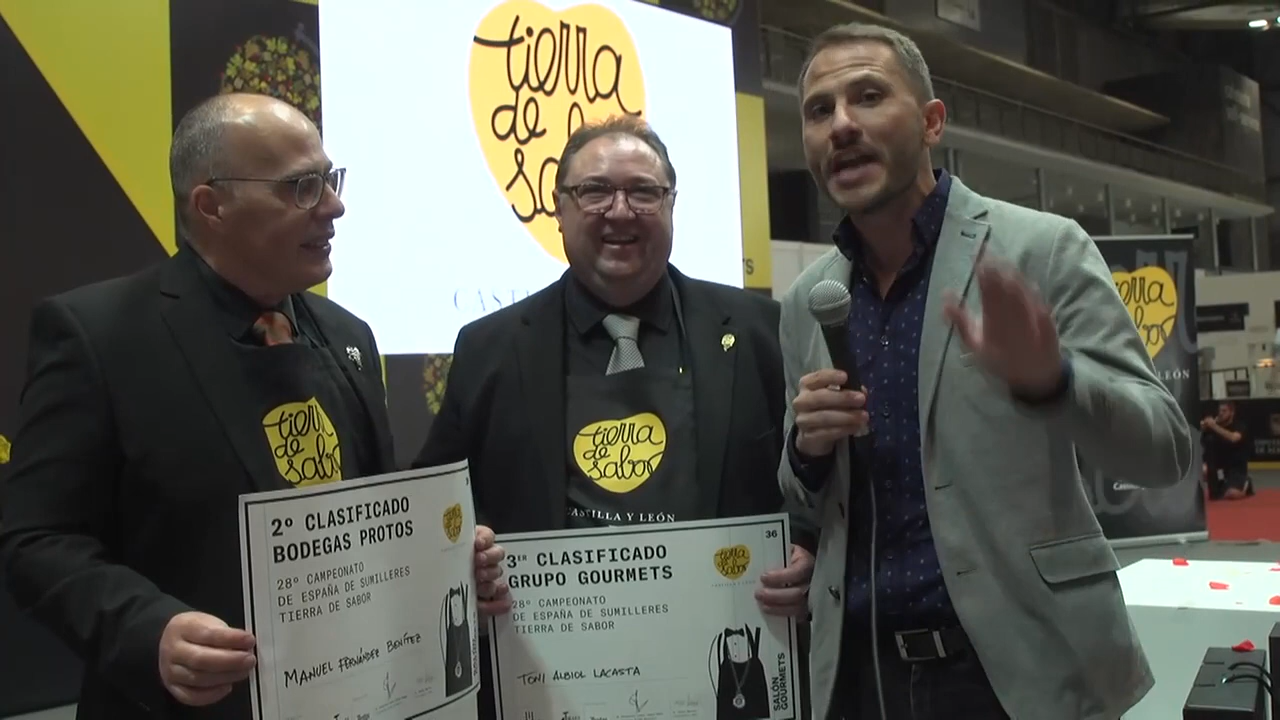 tierra
de
sabor
tierra
de
sabor
tierra
de sabor
CASTILLA Y LEÓN
2º CLASIFICADO
BODEGAS PROTOS
28º CAMPEONATO
DE ESPAÑA DE SUMILLERES
TIERRA DE SABOR
MANUEL FERNÁNDEZ BENÍTEZ
3ER CLASIFICADO
GRUPO GOURMETS
28º CAMPEONATO
DE ESPAÑA DE SUMILLERES
TIERRA DE SABOR
TONI ALBIOL LACASTA
36
tierra
de sabor
SALÓN
GOURMETS